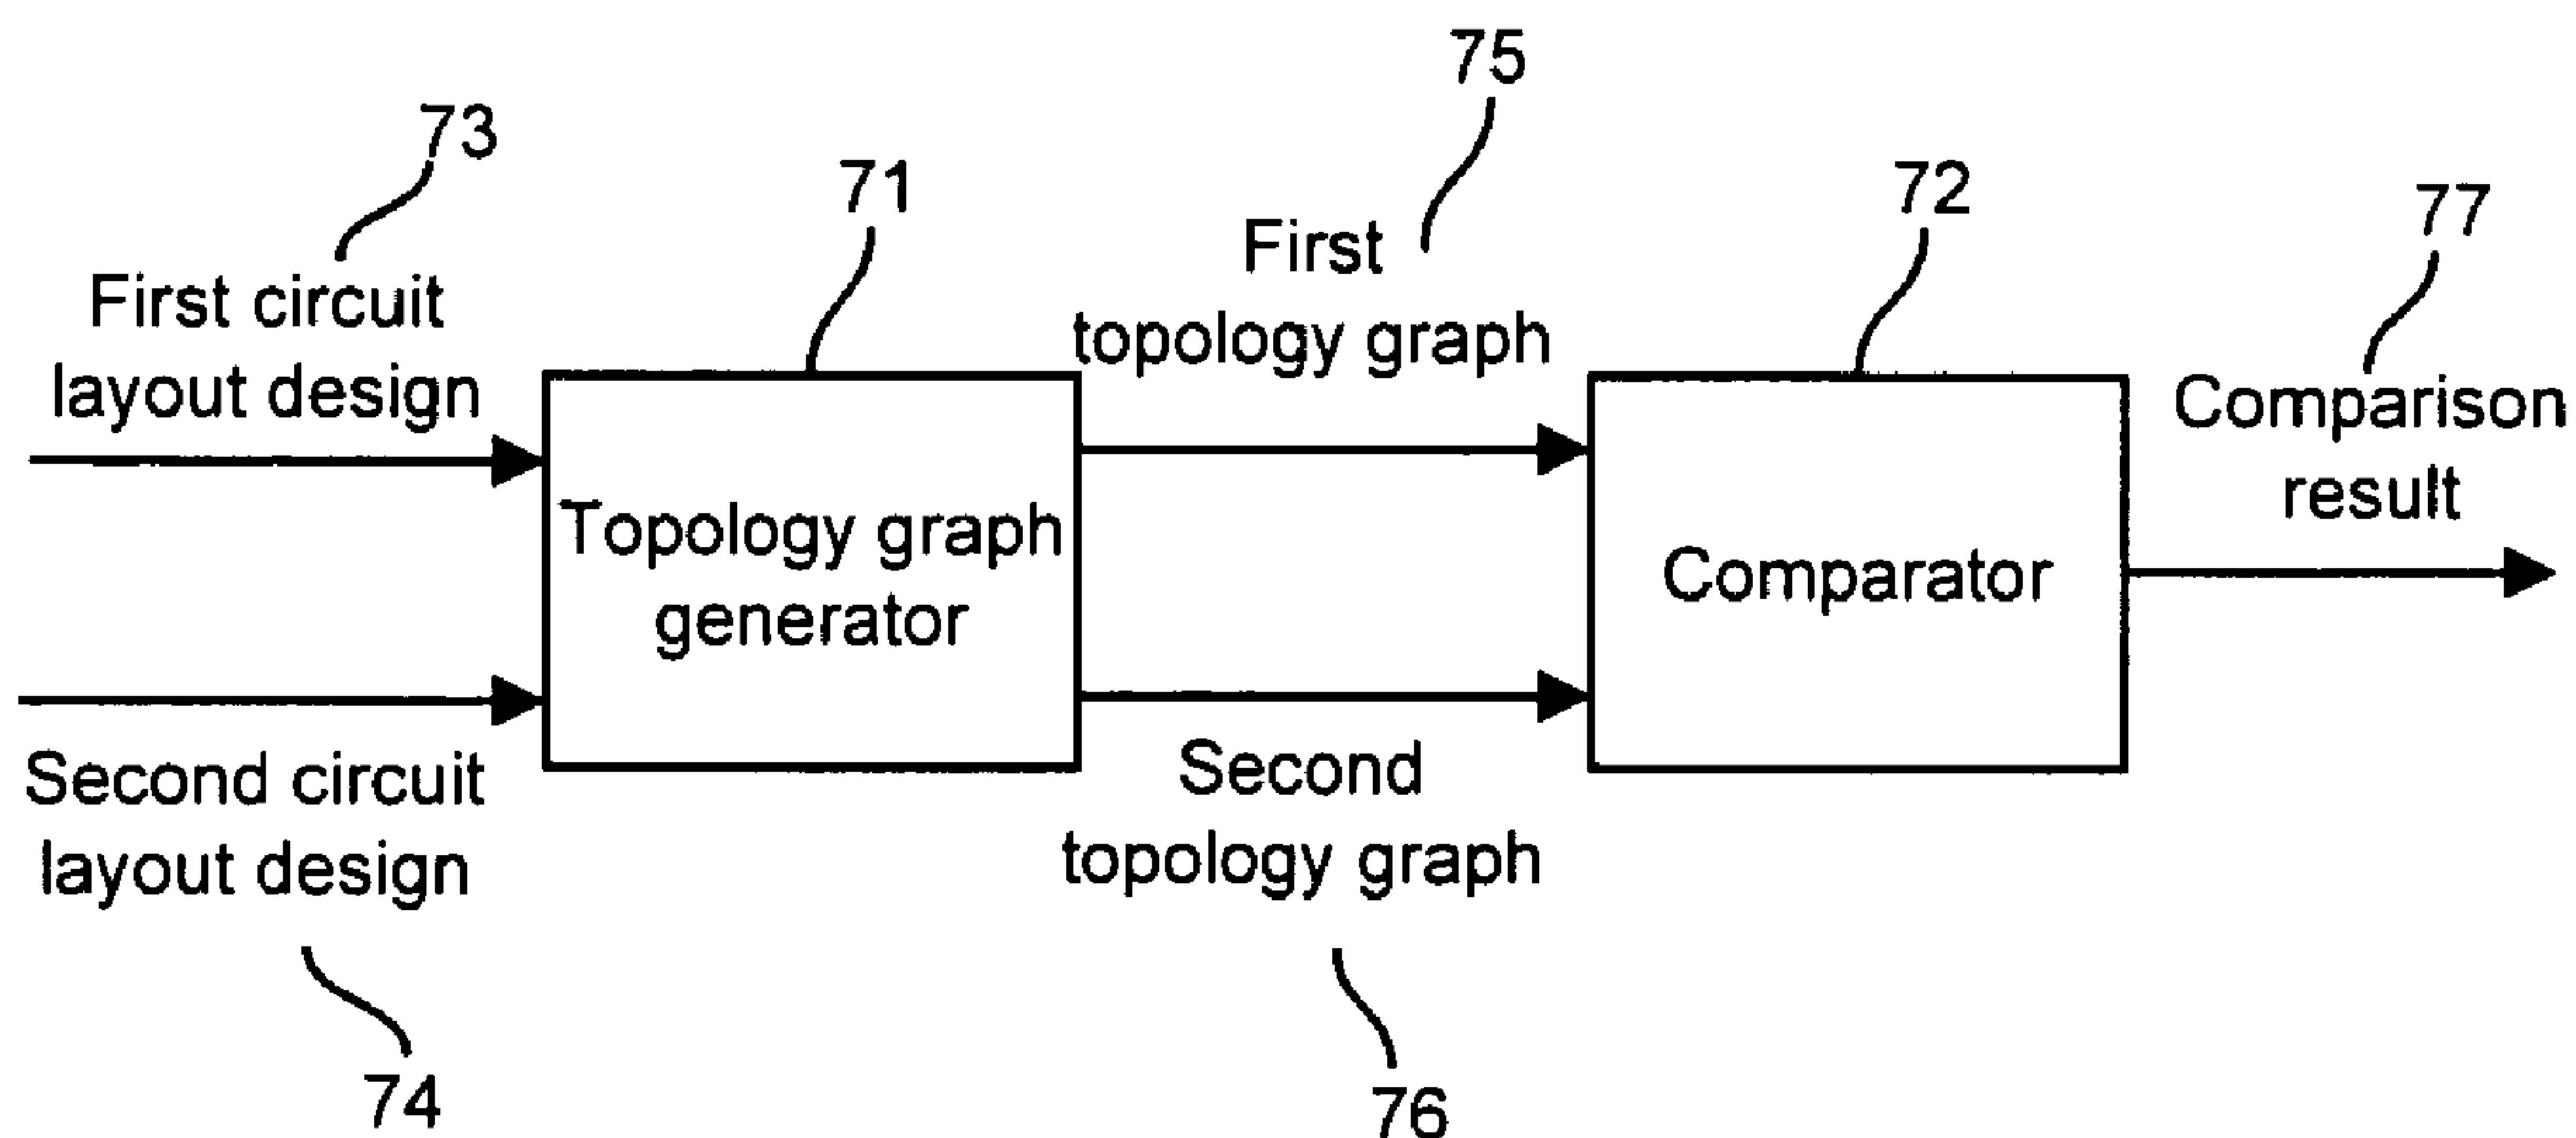 73
First circuit
layout design
71
Topology graph
generator
Second circuit
layout design
74
75
First
topology graph
Second
topology graph
76
72
Comparator
77
Comparison
result